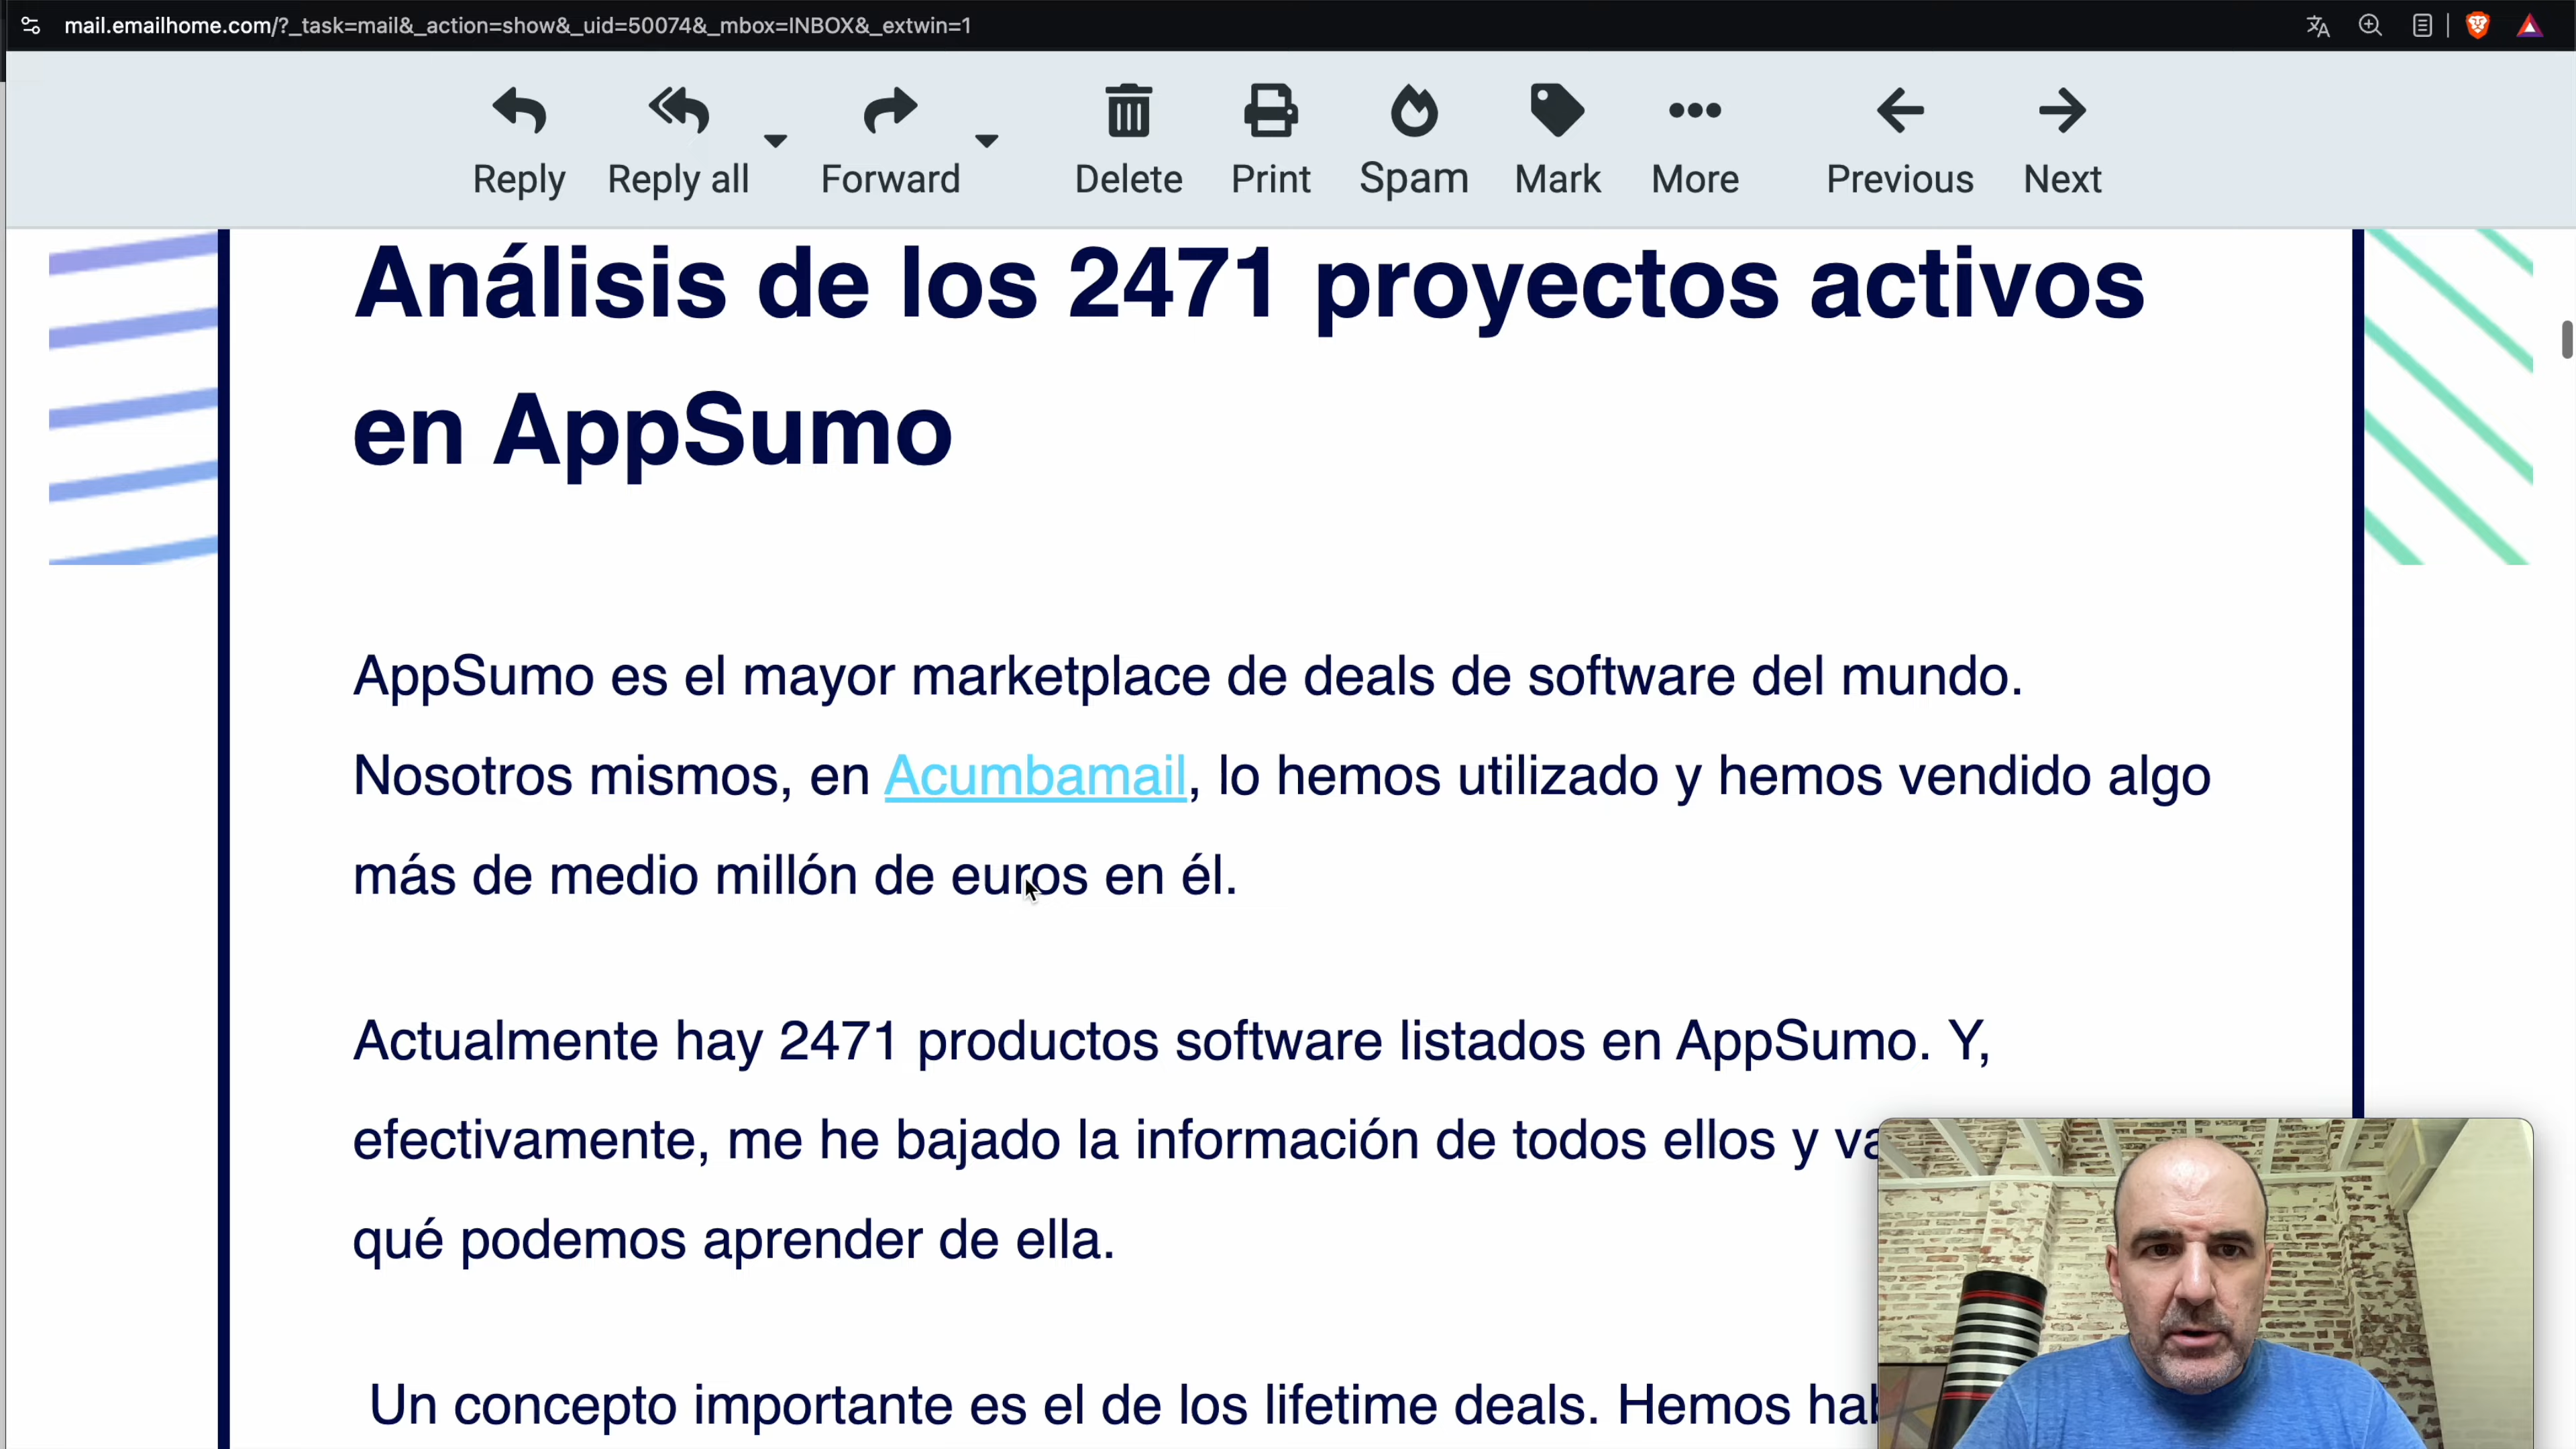 mail.emailhome.com/?_task=mail&_action=show&_uid=50074&_mbox=INBOX&_extwin=1
Reply
Reply all
Forward
Delete
Print
Spam
Mark
More
Previous
Next
Análisis de los 2471 proyectos activos
en AppSumo
AppSumo es el mayor marketplace de deals de software del mundo.
Nosotros mismos, en Acumbamail, lo hemos utilizado y hemos vendido algo
más de medio millón de euros en él.
Actualmente hay 2471 productos software listados en AppSumo. Y,
efectivamente, me he bajado la información de todos ellos y
qué podemos aprender de ella.
Un concepto importante es el de los lifetime deals. Hemos